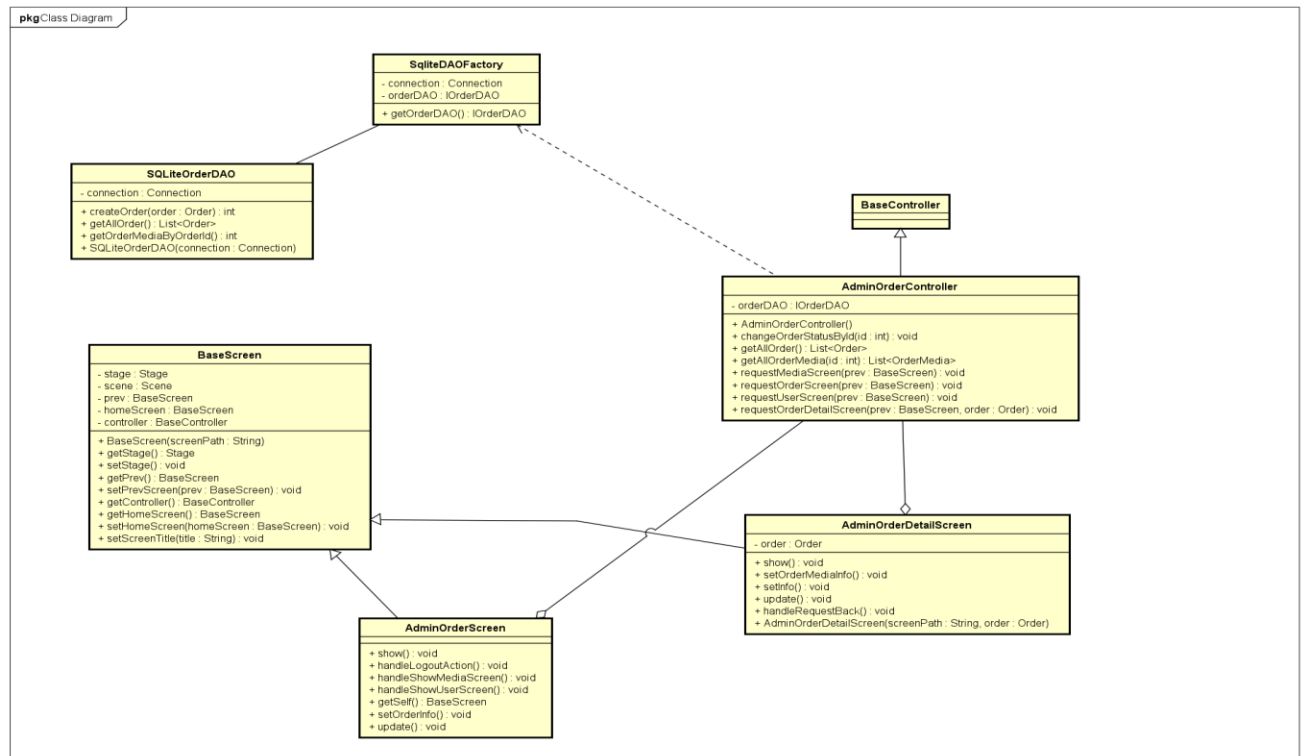 pkg Class Diagram
SqliteDAOFactory
- connection : Connection
- orderDAO : IOrderDAO
+ getOrderDAO() : IOrderDAO
SQLiteOrderDAO
- connection : Connection
+ createOrder(order : Order) : int
+ getAllOrder() : List<Order>
+ getOrderMediaByOrderId() : int
+ SQLiteOrderDAO(connection : Connection)
BaseController
AdminOrderController
- orderDAO : IOrderDAO
+ AdminOrderController()
+ changeOrderStatusById(id : int) : void
+ getAllOrder() : List<Order>
+ getAllOrderMedia(id : int) : List<OrderMedia>
+ requestMediaScreen(prev : BaseScreen) : void
+ requestOrderScreen(prev : BaseScreen) : void
+ requestUserScreen(prev : BaseScreen) : void
+ requestOrderDetailScreen(prev : BaseScreen, order : Order) : void
BaseScreen
- stage : Stage
- scene : Scene
- prev : BaseScreen
- homeScreen : BaseScreen
- controller : BaseController
+ BaseScreen(screenPath : String)
+ getStage() : Stage
+ setStage() : void
+ getPrev() : BaseScreen
+ setPrevScreen(prev : BaseScreen) : void
+ getController() : BaseController
+ getHomeScreen() : BaseScreen
+ setHomeScreen(homeScreen : BaseScreen) : void
+ setScreenTitle(title : String) : void
AdminOrderDetailScreen
- order : Order
+ show() : void
+ setOrderMediaInfo() : void
+ setInfo() : void
+ update() : void
+ handleRequestBack() : void
+ AdminOrderDetailScreen(screenPath : String, order : Order)
AdminOrderScreen
+ show() : void
+ handleLogoutAction() : void
+ handleShowMediaScreen() : void
+ handleShowUserScreen() : void
+ getSelf() : BaseScreen
+ setOrderInfo() : void
+ update() : void